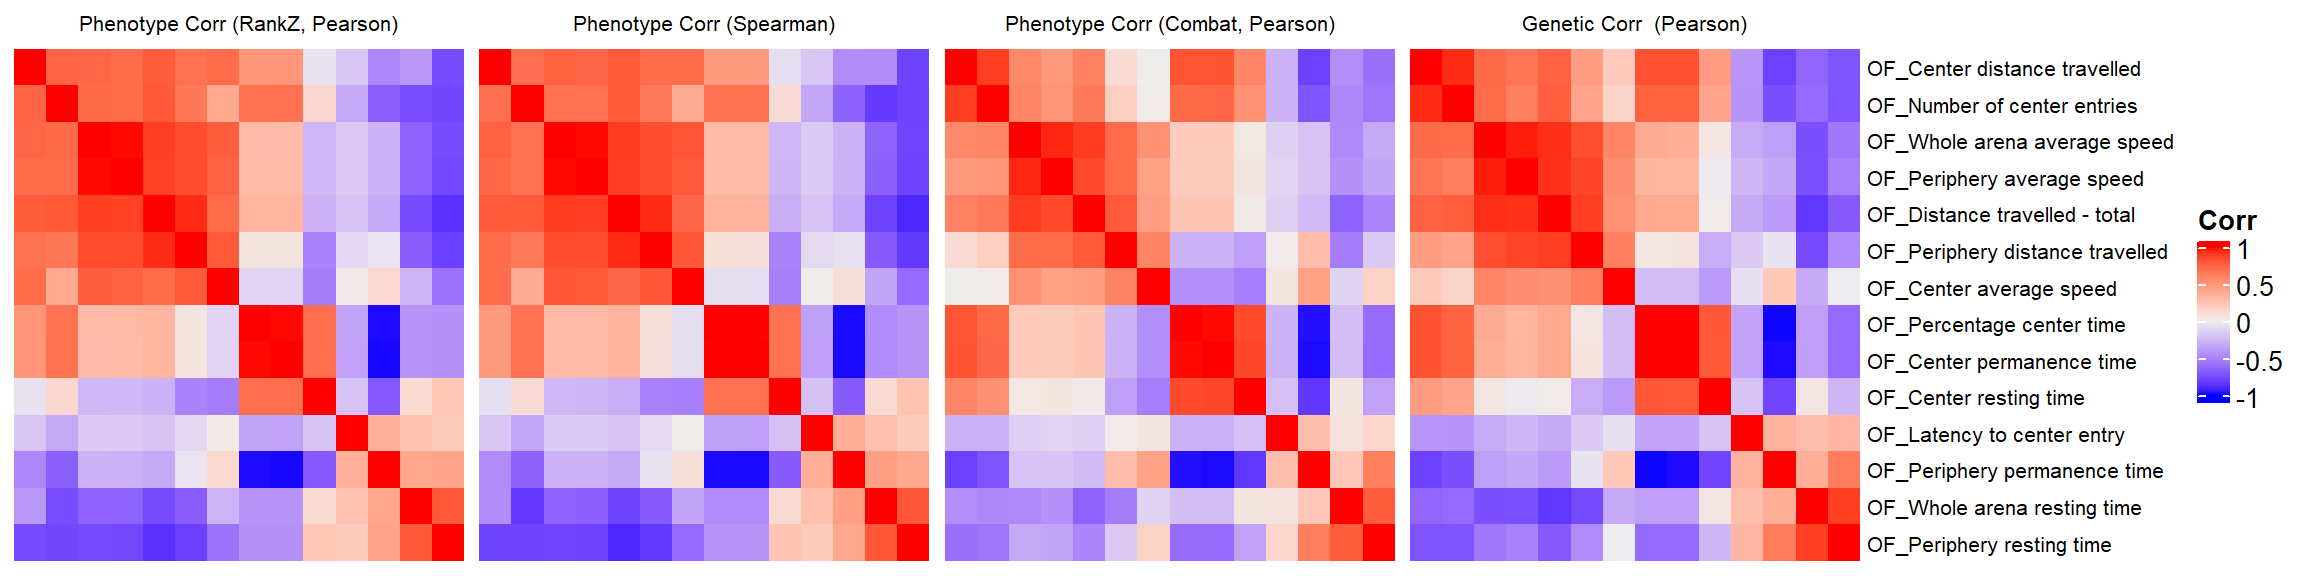 Phenotype Corr (RankZ, Pearson)
Phenotype Corr (Spearman)
Phenotype Corr (Combat, Pearson)
Genetic Corr  (Pearson)
OF_Center distance travelled
OF_Number of center entries
OF_Whole arena average speed
OF_Periphery average speed
OF_Distance travelled - total
OF_Periphery distance travelled
OF_Center average speed
OF_Percentage center time
OF_Center permanence time
OF_Center resting time
OF_Latency to center entry
OF_Periphery permanence time
OF_Whole arena resting time
OF_Periphery resting time
Corr
1
0.5
0
-0.5
-1